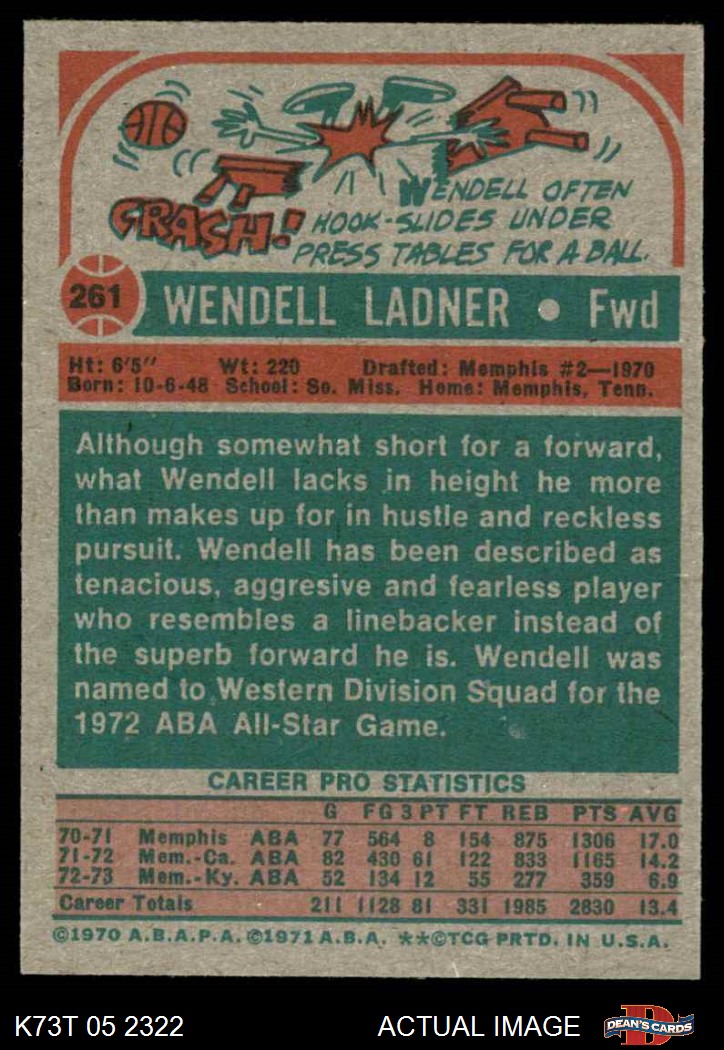 CRASH!
WENDELL OFTEN
HOOK-SLIDES UNDER
PRESS TABLES FOR A BALL.
261 WENDELL LADNER • Fwd
Ht: 6'5" Wt: 220 Drafted: Memphis #2—1970
Born: 10-6-48 School: So. Miss. Home: Memphis, Tenn.
Although somewhat short for a forward,
what Wendell lacks in height he more
than makes up for in hustle and reckless
pursuit. Wendell has been described as
tenacious, aggresive and fearless player
who resembles a linebacker instead of
the superb forward he is. Wendell was
named to Western Division Squad for the
1972 ABA All-Star Game.
CAREER PRO STATISTICS
G FG 3 PT FT REB PTS AVG
70-71 Memphis ABA 77 564 8 154 875 1306 17.0
71-72 Mem.-Ca. ABA 82 430 61 122 833 1165 14.2
72-73 Mem.-Ky. ABA 52 134 12 55 277 359 6.9
Career Totals 211 1128 81 331 1985 2830 13.4
©1970 A.B.A.P.A. ©1971 A.B.A. **©TCG PRTD. IN U.S.A.
K73T 05 2322 ACTUAL IMAGE DEAN'S CARDS